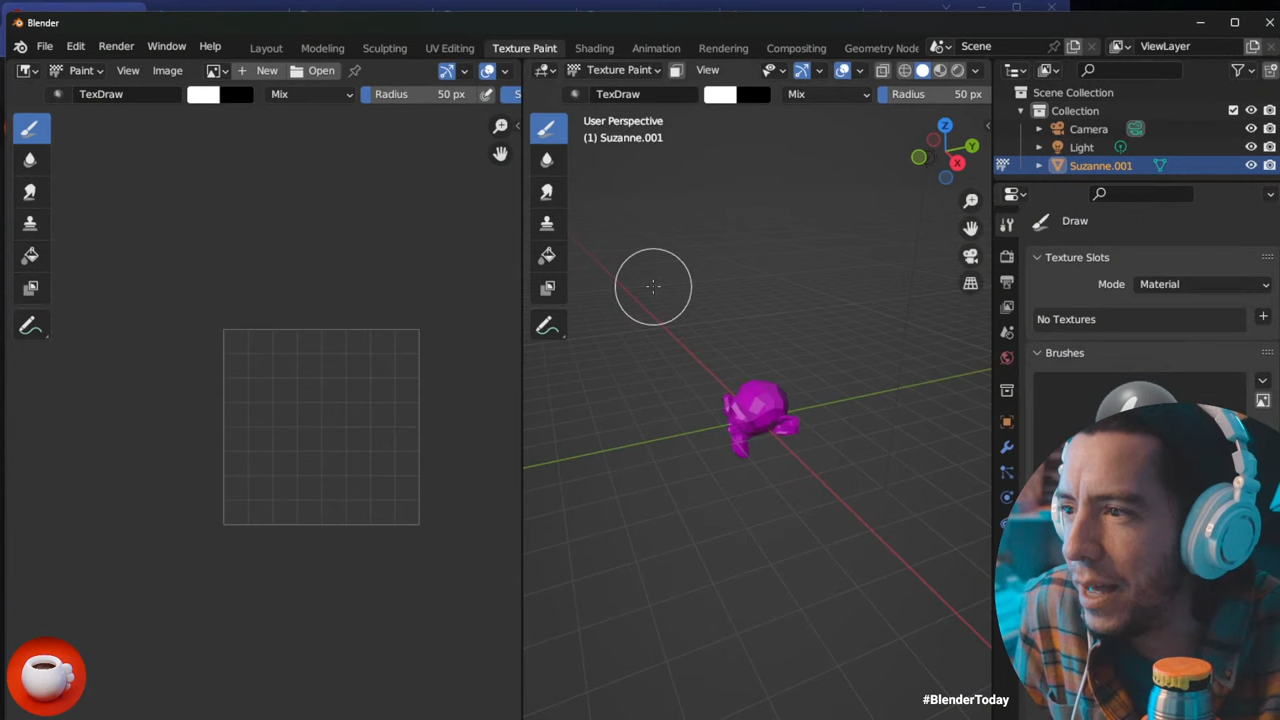 Blender
File Edit Render Window Help Layout Modeling Sculpting UV Editing Texture Paint Shading Animation Rendering Compositing Geometry Node Scene ViewLayer
Paint View Image New Open
TexDraw Mix Radius 50 px S
Texture Paint View
TexDraw Mix Radius 50 px
User Perspective
(1) Suzanne.001
Z
Y
X
Scene Collection
Collection
Camera
Light
Suzanne.001
Draw
Texture Slots
Mode Material
No Textures
Brushes
#BlenderToday